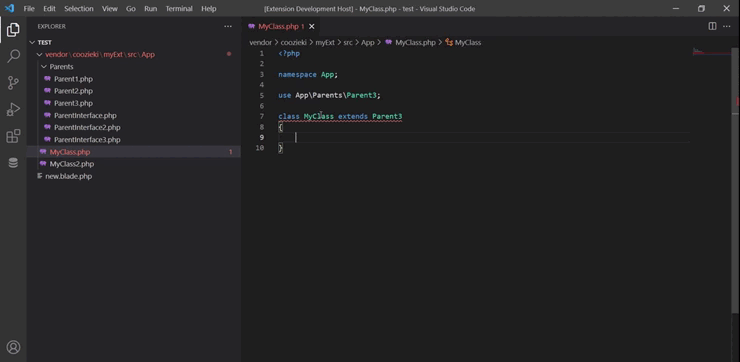 File Edit Selection View Go Run Terminal Help
[Extension Development Host] - MyClass.php - test - Visual Studio Code
EXPLORER
TEST
vendor \ coozieki \ myExt \ src \ App
Parents
Parent1.php
Parent2.php
Parent3.php
ParentInterface.php
ParentInterface2.php
ParentInterface3.php
MyClass.php 1
MyClass2.php
new.blade.php
MyClass.php 1
vendor > coozieki > myExt > src > App > MyClass.php > MyClass
1 <?php
2
3 namespace App;
4
5 use App\Parents\Parent3;
6
7 class MyClass extends Parent3
8 {
9
10 }